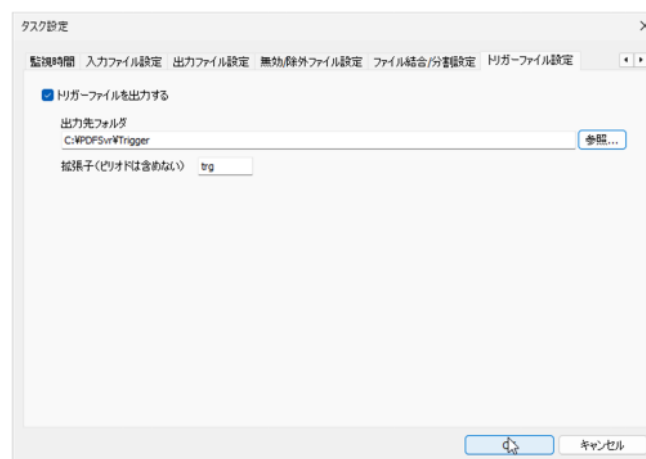 タスク設定
監視時間 入力ファイル設定 出力ファイル設定 無効/除外ファイル設定 ファイル結合/分割設定 トリガーファイル設定
トリガーファイルを出力する
出力先フォルダ
C:¥PDFSvr¥Trigger 参照...
拡張子(ピリオドは含めない) trg
キャンセル